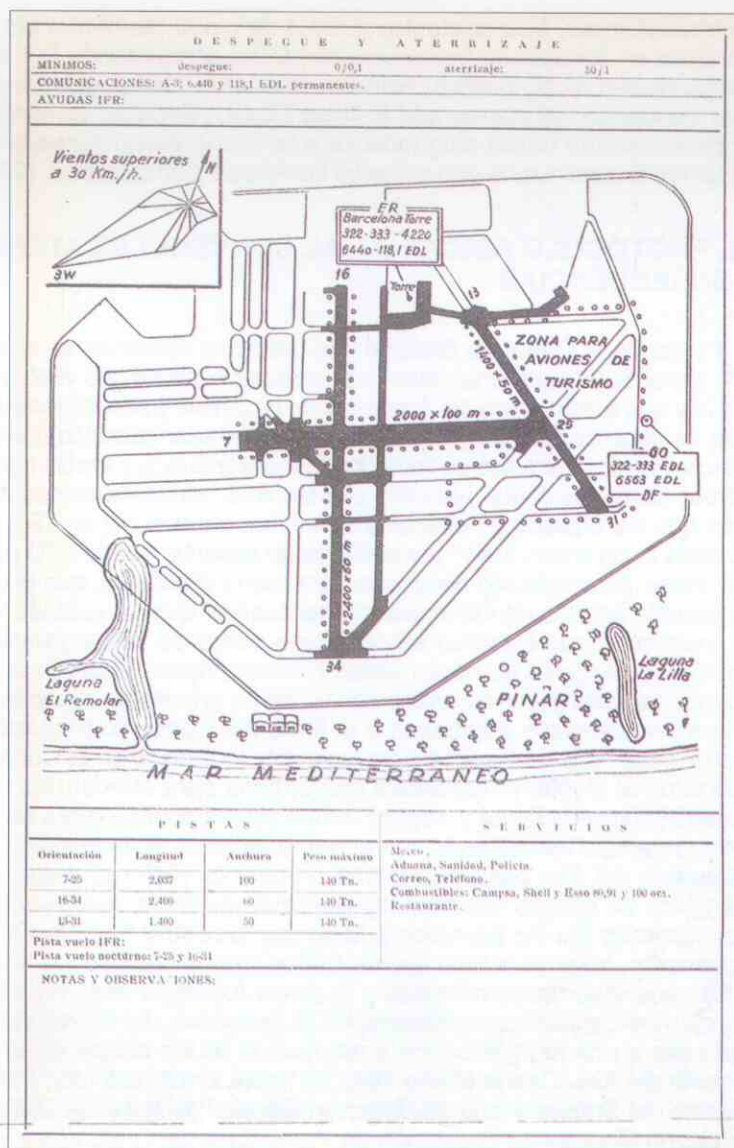 DESPEGUE Y ATERRIZAJE
MINIMOS: despegue: 0/0,1 aterrizaje: 50/1
COMUNICACIONES: A-3; 6.440 y 118,1 EDL permanentes.
AYUDAS IFR:
Vientos superiores
a 30 Km./h.
N
SW
ER
Barcelona Torre
322-333-4220
6440-118,1 EDL
Torre
16
13
1400 x 50 m
ZONA PARA
AVIONES DE
TURISMO
2000 x 100 m
7
25
GO
322-333 EDL
6563 EDL
DF
31
2400 x 60 m
34
Laguna
El Remolar
PINAR
Laguna
La Zilla
MAR MEDITERRANEO
PISTAS
Orientación Longitud Anchura Peso máximo
7-25 2,037 100 140 Tn.
16-34 2,400 60 140 Tn.
13-31 1.400 50 140 Tn.
Pista vuelo IFR:
Pista vuelo nocturno: 7-25 y 16-31
SERVICIOS
Aduana, Sanidad, Policía.
Correo, Teléfono.
Combustibles: Campsa, Shell y Esso 80,91 y 100 oct.
Restaurante.
NOTAS Y OBSERVACIONES: